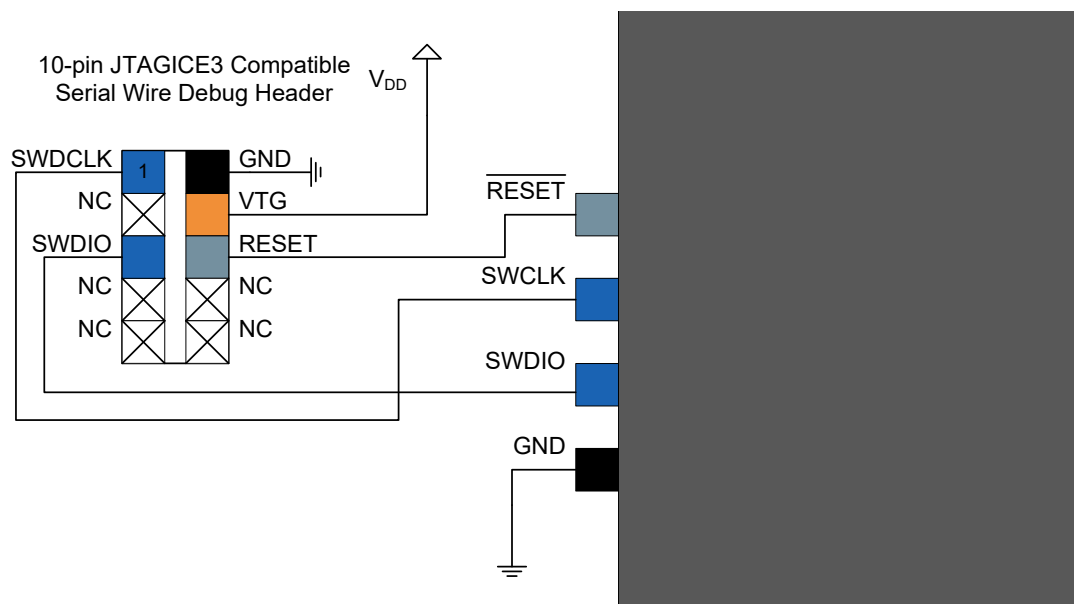 10-pin JTAGICE3 Compatible
Serial Wire Debug Header
VDD
SWDCLK
1
GND
NC
VTG
SWDIO
RESET
NC
NC
NC
NC
RESET
SWCLK
SWDIO
GND